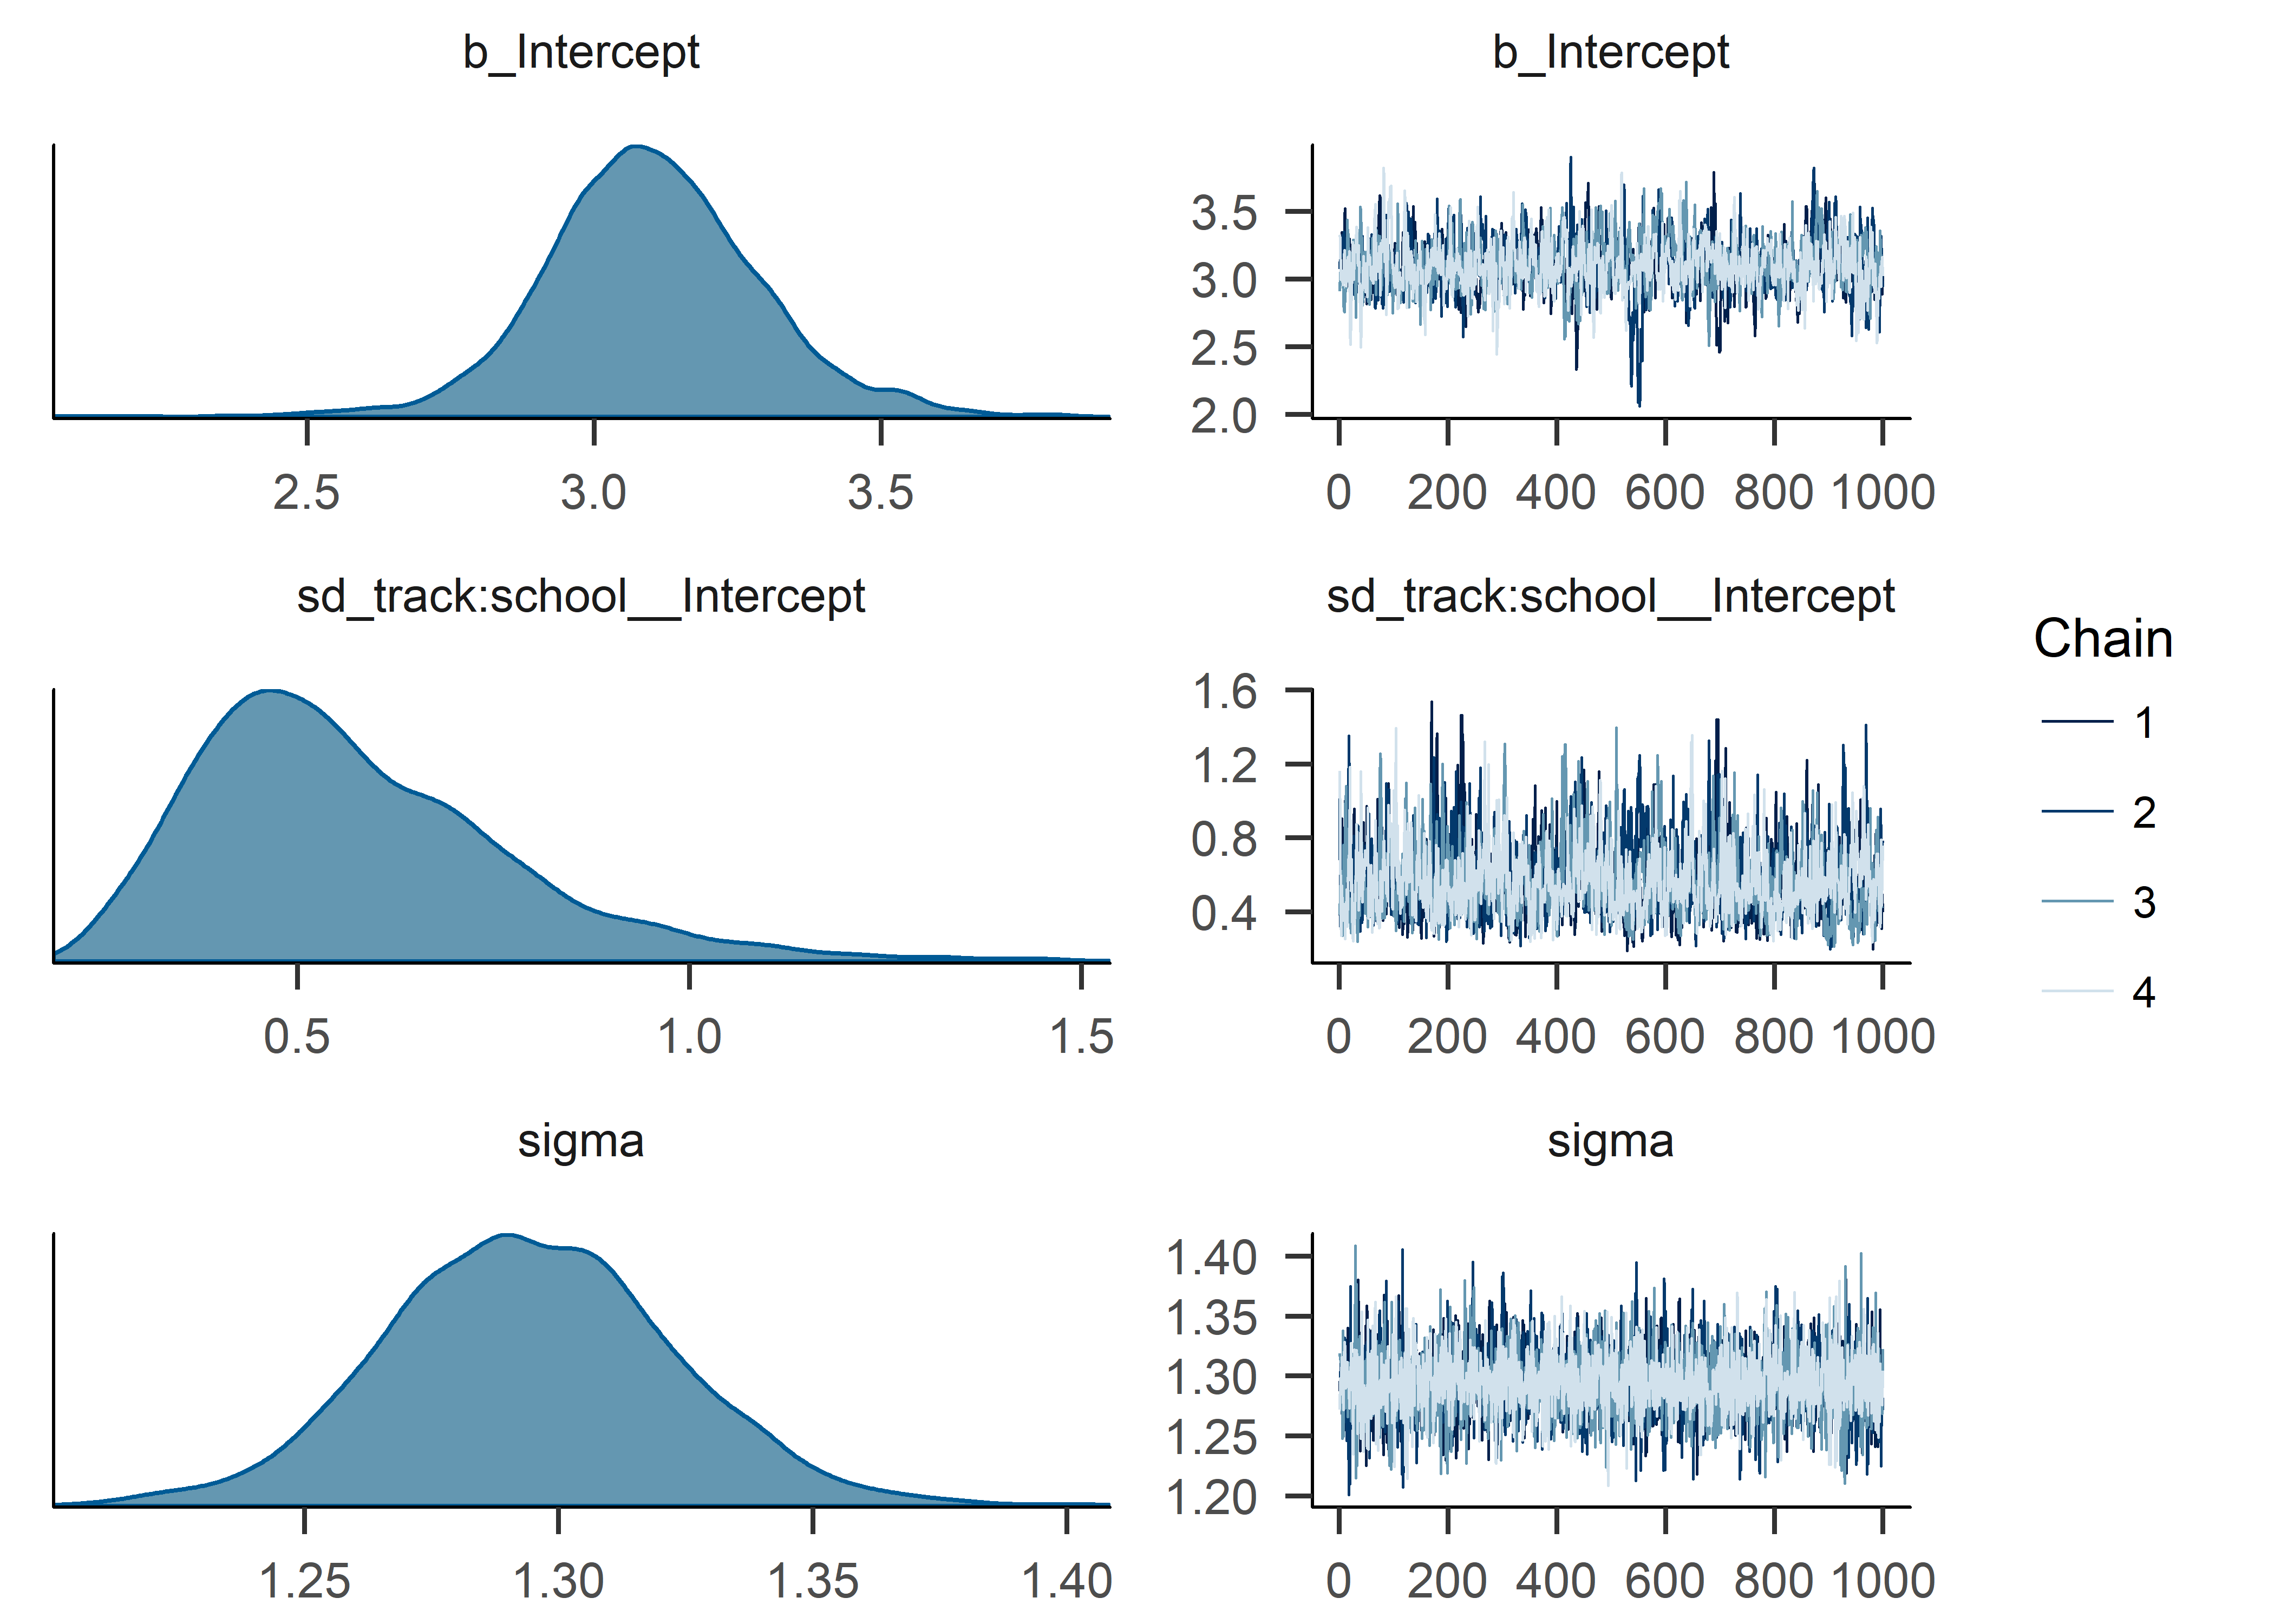 b_Intercept
b_Intercept
3.5
3.0
2.5
2.0
2.5 3.0 3.5
0 200 400 600 800 1000
sd_track:school__Intercept
sd_track:school__Intercept
1.6
1.2
0.8
0.4
0.5 1.0 1.5
0 200 400 600 800 1000
Chain
1
2
3
4
sigma
sigma
1.40
1.35
1.30
1.25
1.20
1.25 1.30 1.35 1.40
0 200 400 600 800 1000